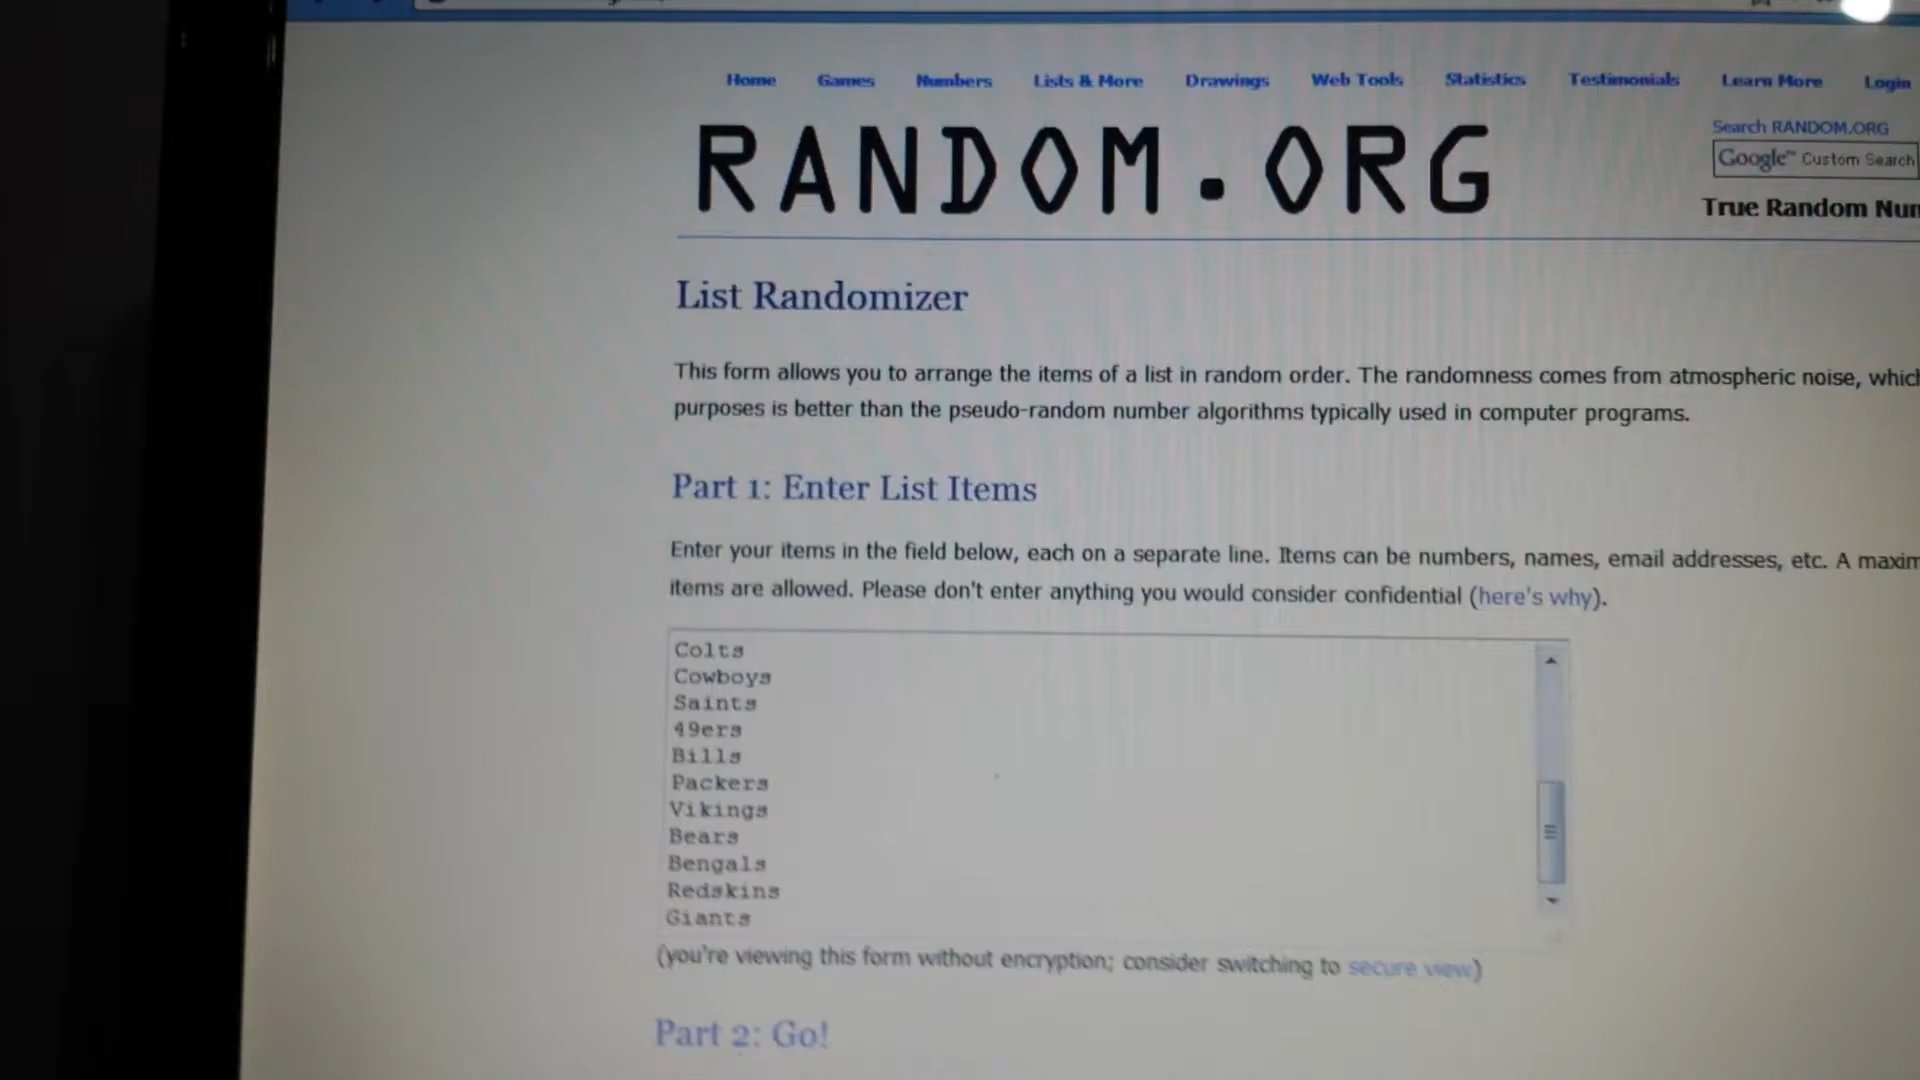 Home Games Numbers Lists & More Drawings Web Tools Statistics Testimonials Learn More Login
RANDOM.ORG
Search RANDOM.ORG
Google™ Custom Search
True Random
List Randomizer
This form allows you to arrange the items of a list in random order. The randomness comes from atmospheric noise,
purposes is better than the pseudo-random number algorithms typically used in computer programs.
Part 1: Enter List Items
Enter your items in the field below, each on a separate line. Items can be numbers, names, email addresses, etc. A
items are allowed. Please don't enter anything you would consider confidential (here's why).
Colts
Cowboys
Saints
49ers
Bills
Packers
Vikings
Bears
Bengals
Redskins
Giants
(you're viewing this form without encryption; consider switching to secure view)
Part 2: Go!